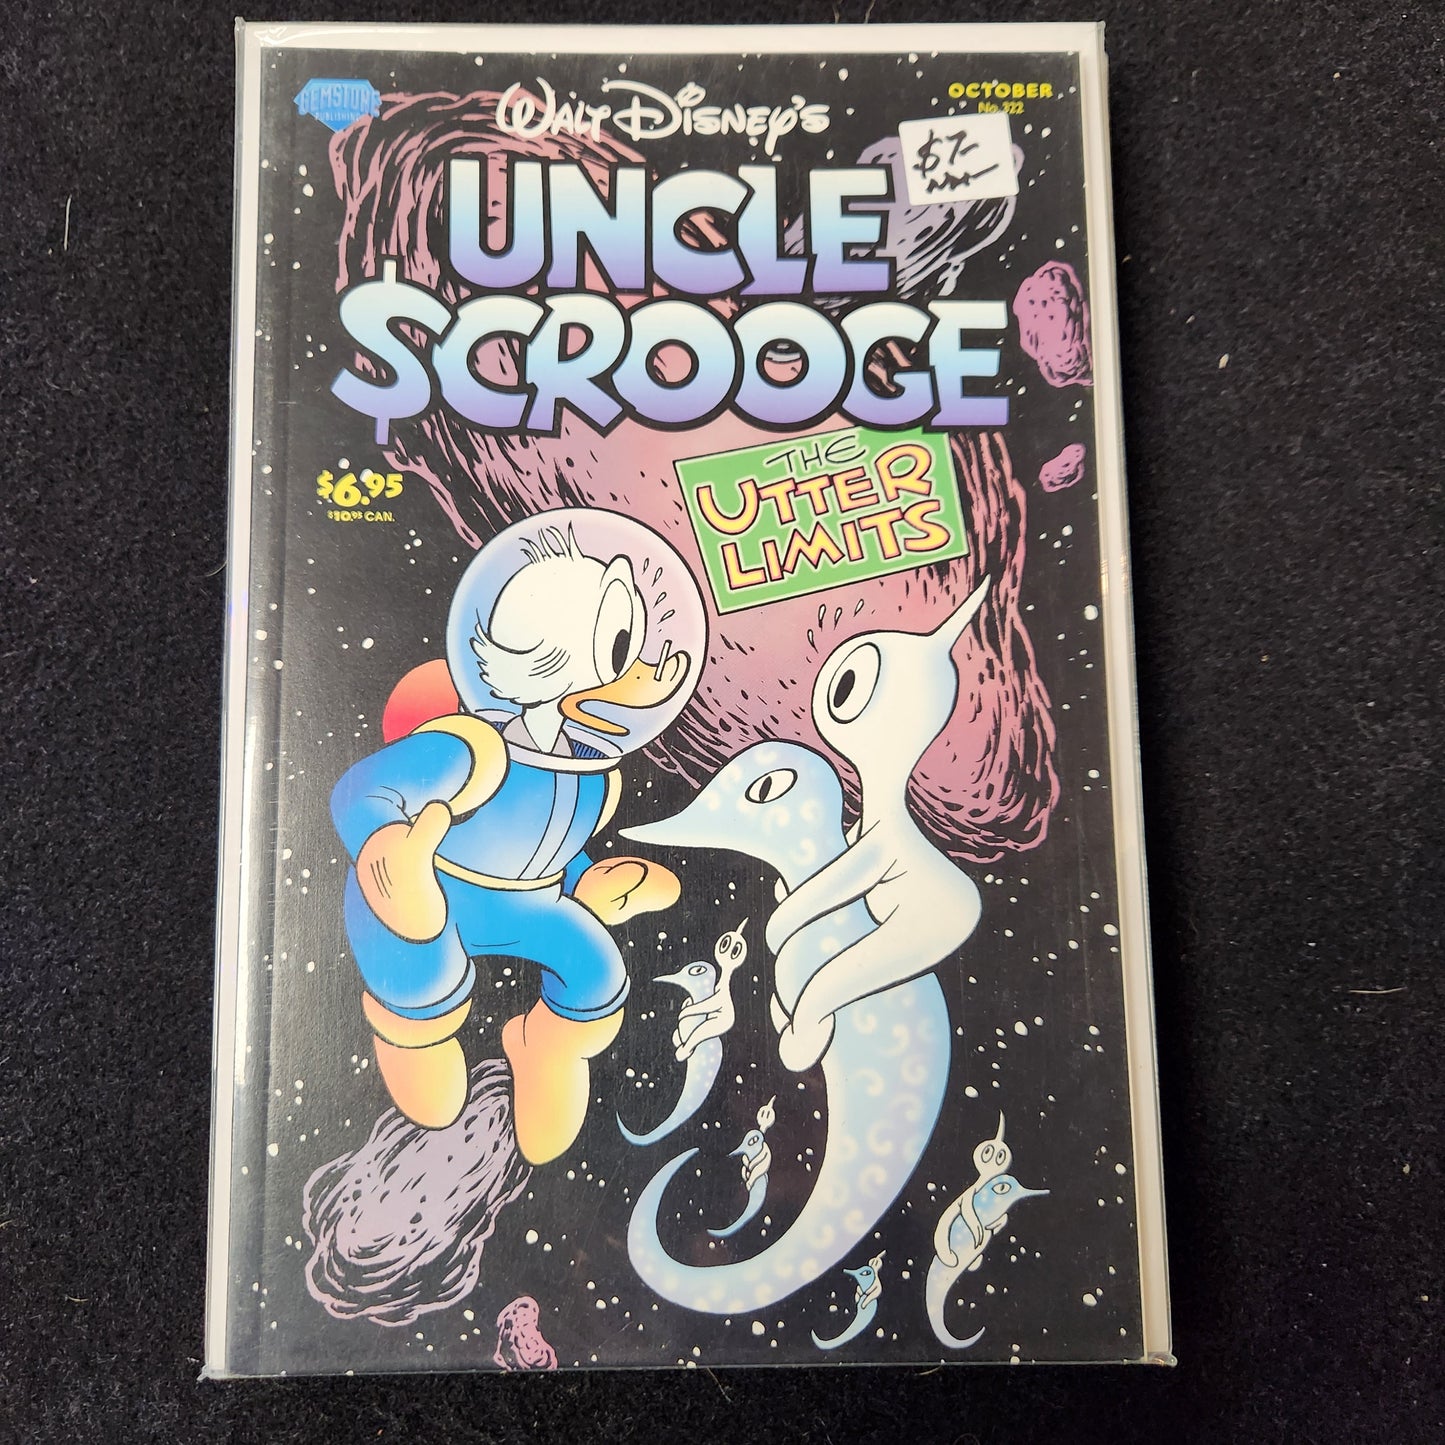 GEMSTONE
PUBLISHING
WALT DISNEY'S
OCTOBER
No. 322
$7-
UNCLE
$CROOGE
THE
UTTER
LIMITS
$6.95
$10.95 CAN.